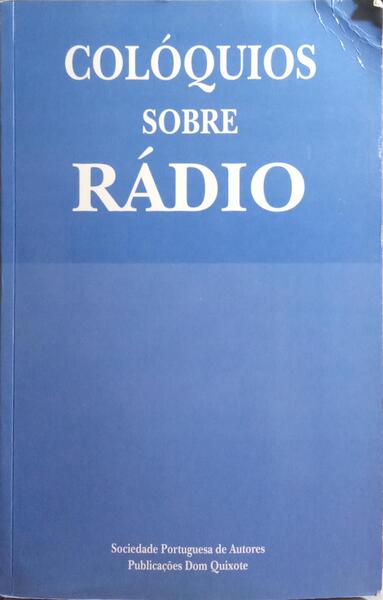 COLÓQUIOS
SOBRE
RÁDIO
Sociedade Portuguesa de Autores
Publicações Dom Quixote